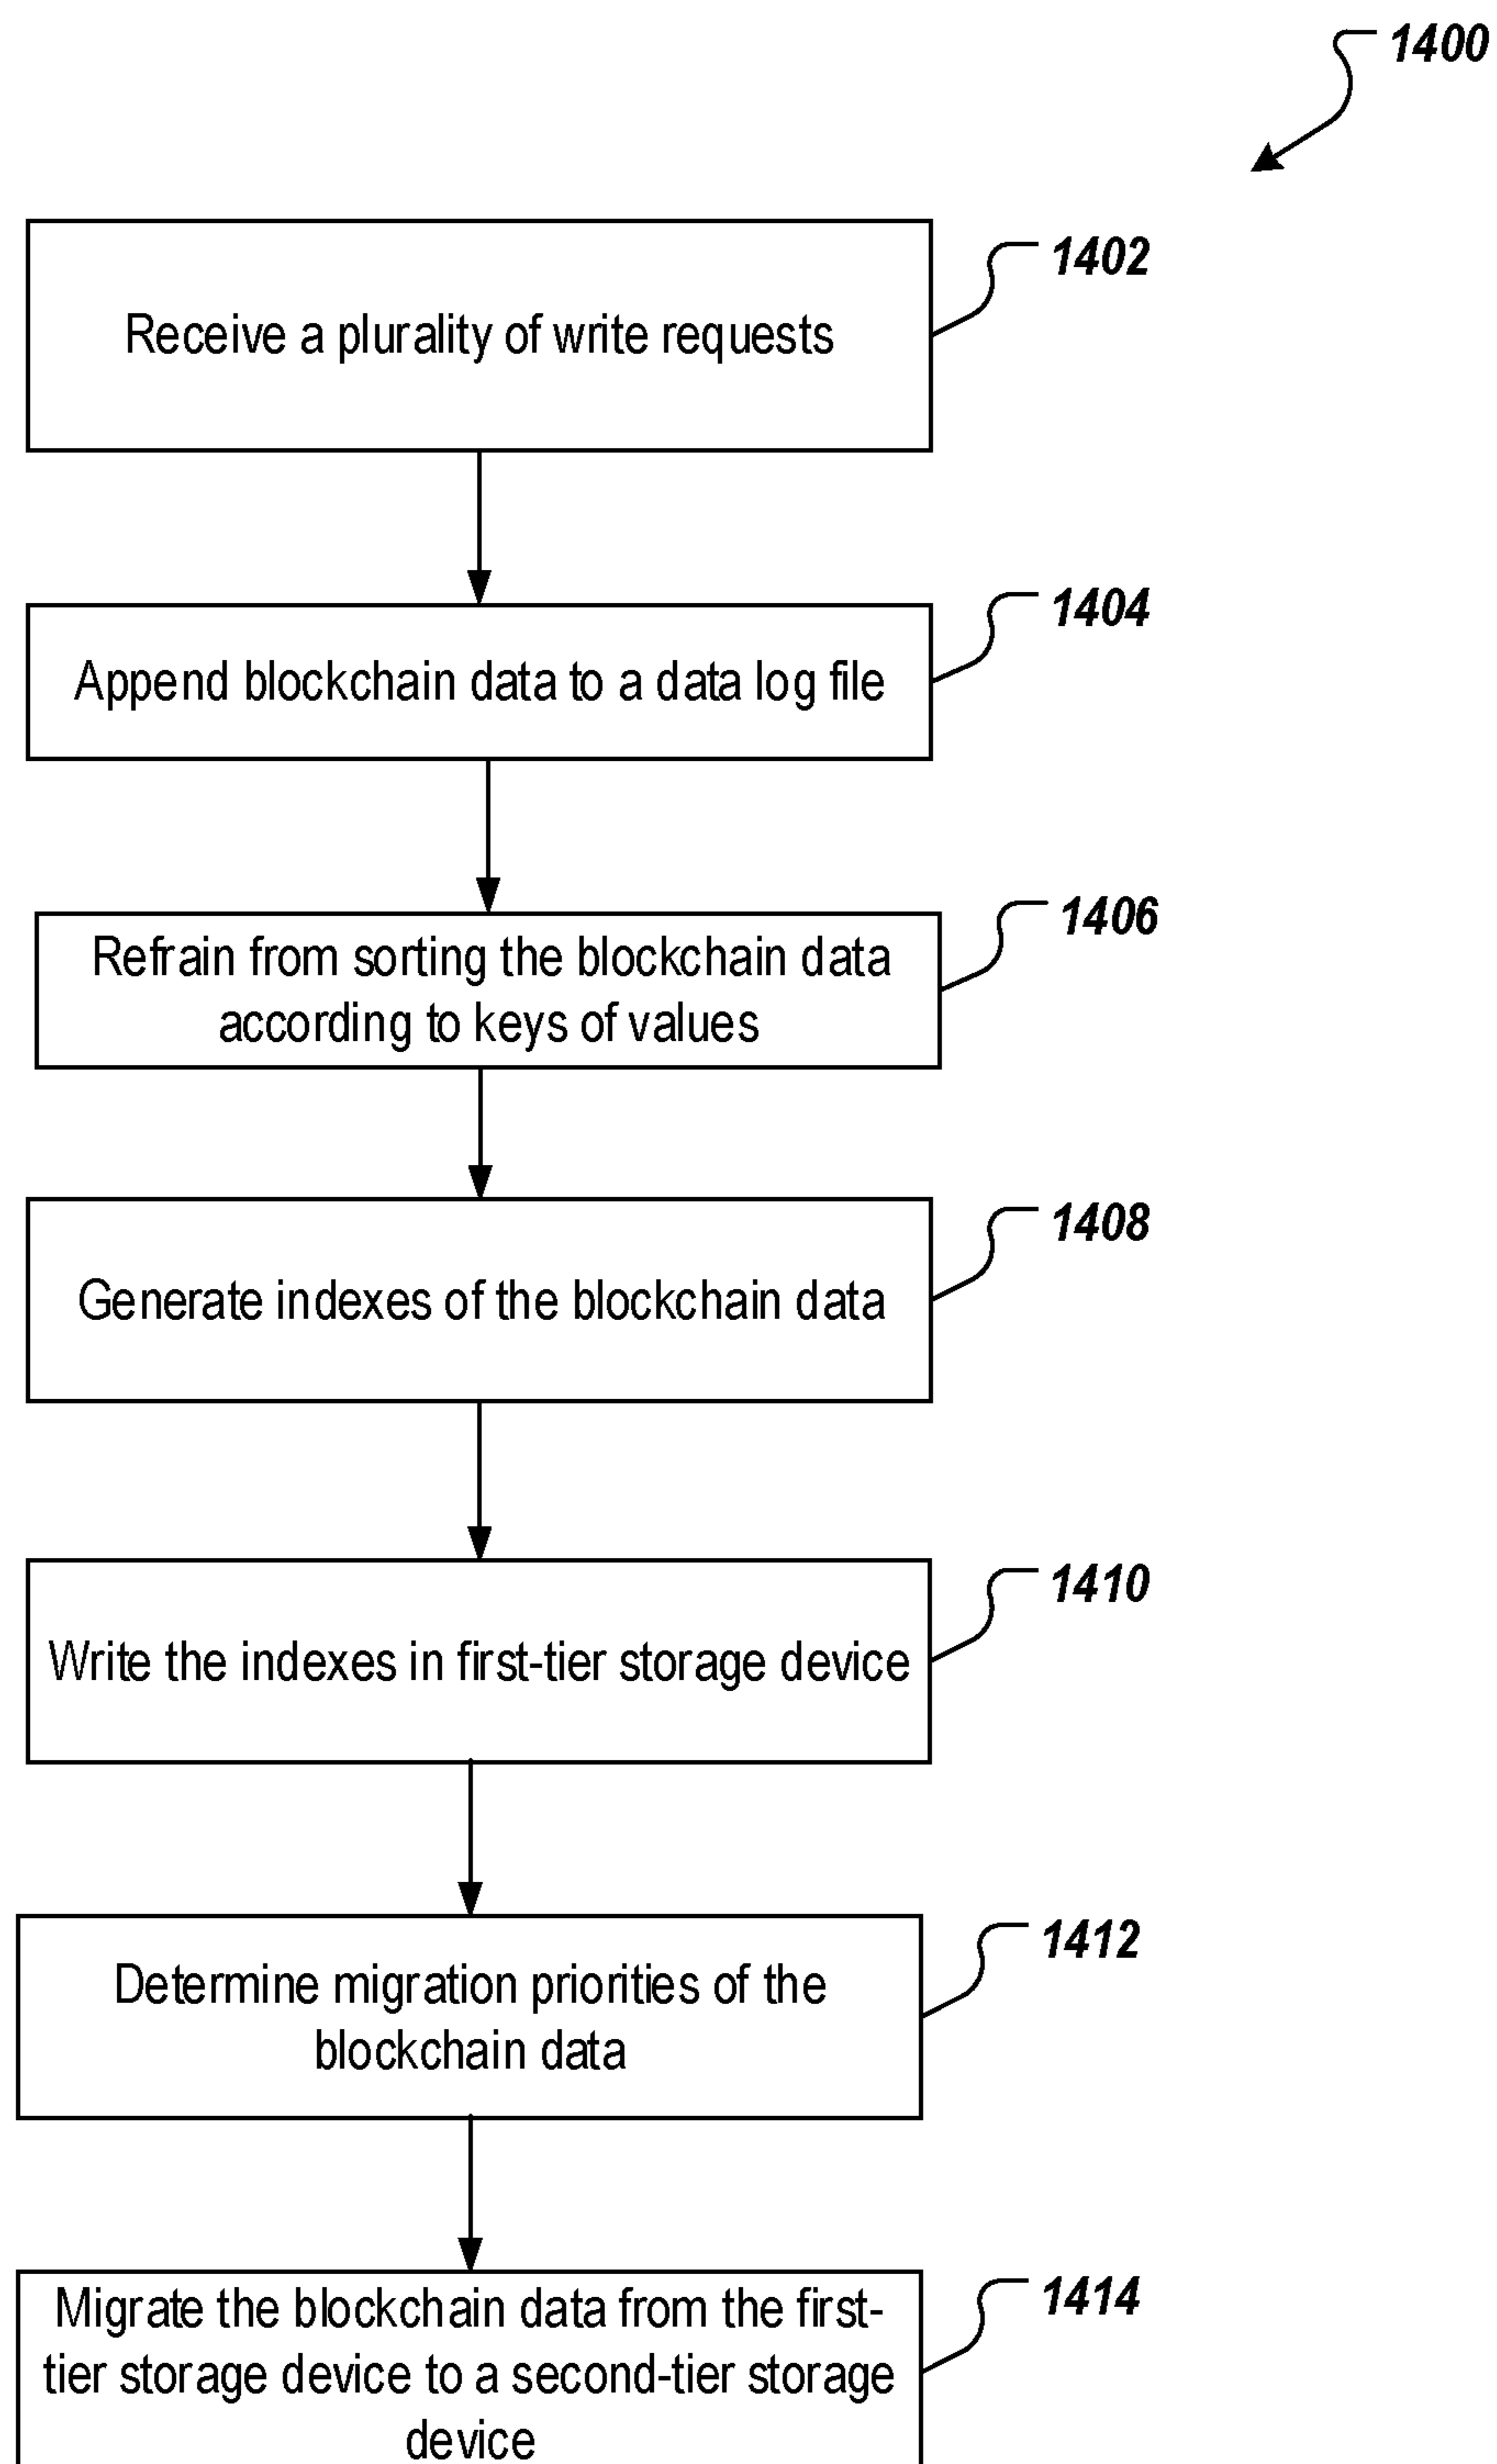 1400
1402
Receive a plurality of write requests
1404
Append blockchain data to a data log file
1406
Refrain from sorting the blockchain data
according to keys of values
1408
Generate indexes of the blockchain data
1410
Write the indexes in first-tier storage device
1412
Determine migration priorities of the
blockchain data
1414
Migrate the blockchain data from the first-
tier storage device to a second-tier storage
device